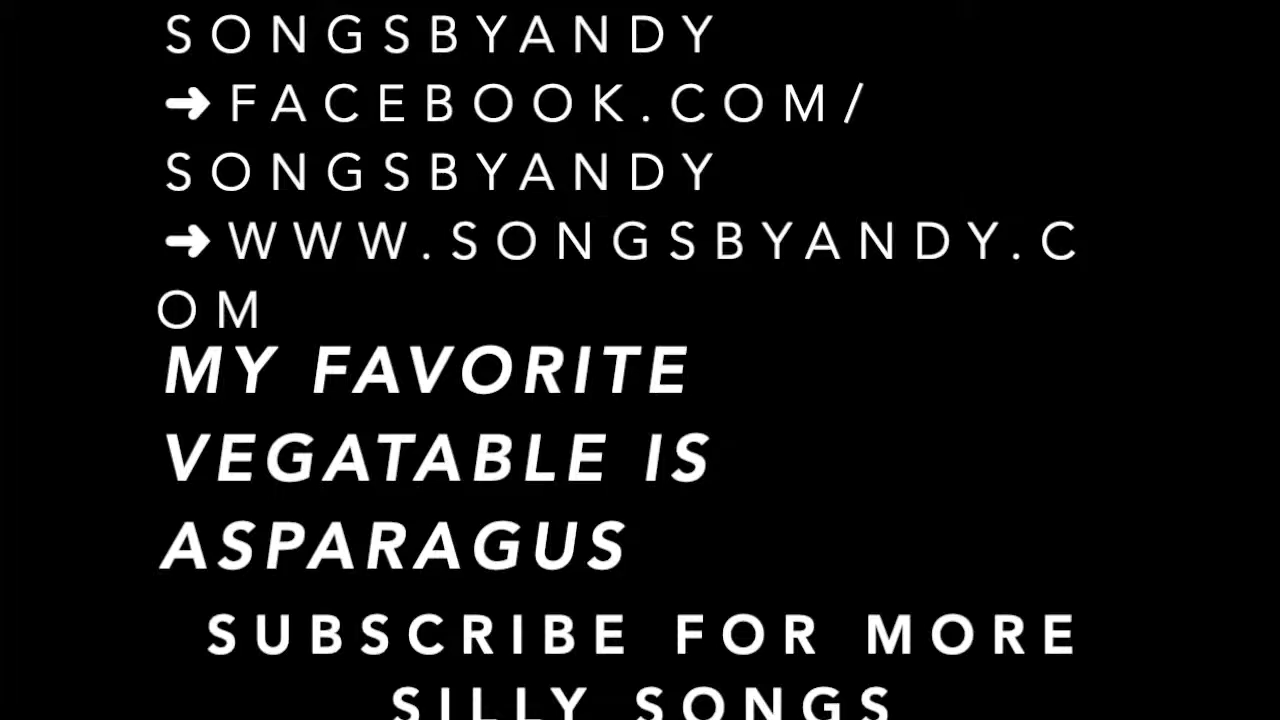 SONGSBYANDY
➜FACEBOOK.COM/
SONGSBYANDY
➜WWW.SONGSBYANDY.C
OM
MY FAVORITE
VEGATABLE IS
ASPARAGUS
SUBSCRIBE FOR MORE
SILLY SONGS